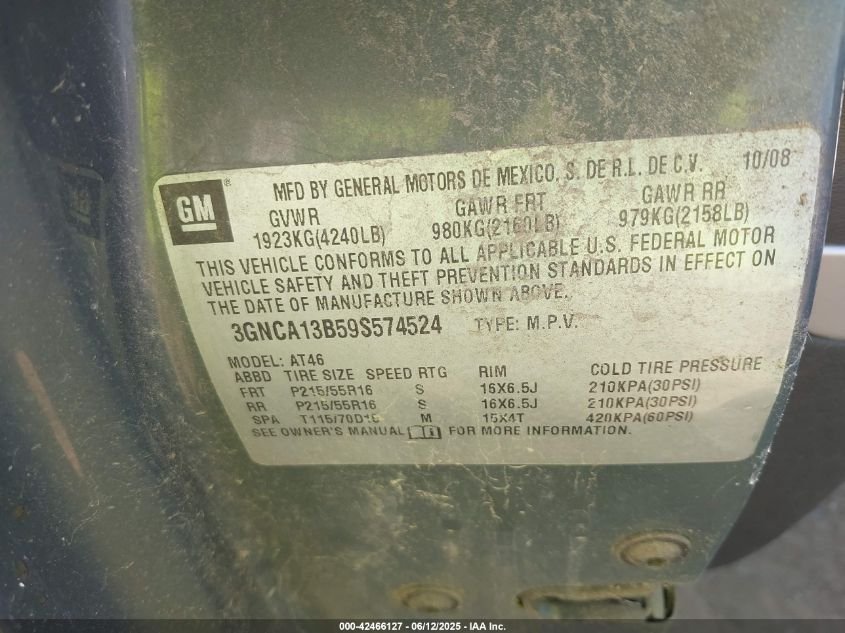 GM ® MFD BY GENERAL MOTORS DE MEXICO, S. DE R.L. DE C.V. 10/08
GVWR GAWR FRT GAWR RR
1923KG(4240LB) 980KG(2160LB) 979KG(2158LB)
THIS VEHICLE CONFORMS TO ALL APPLICABLE U.S. FEDERAL MOTOR
VEHICLE SAFETY AND THEFT PREVENTION STANDARDS IN EFFECT ON
THE DATE OF MANUFACTURE SHOWN ABOVE.
3GNCA13B59S574524 TYPE: M.P.V.
MODEL: AT46
ABBD TIRE SIZE SPEED RTG RIM COLD TIRE PRESSURE
FRT P215/55R16 S 16X6.5J 210KPA(30PSI)
RR P215/55R16 S 16X6.5J 210KPA(30PSI)
SPA T115/70D16 M 15X4T 420KPA(60PSI)
SEE OWNER'S MANUAL FOR MORE INFORMATION.
000-42466127 - 06/12/2025 - IAA Inc.